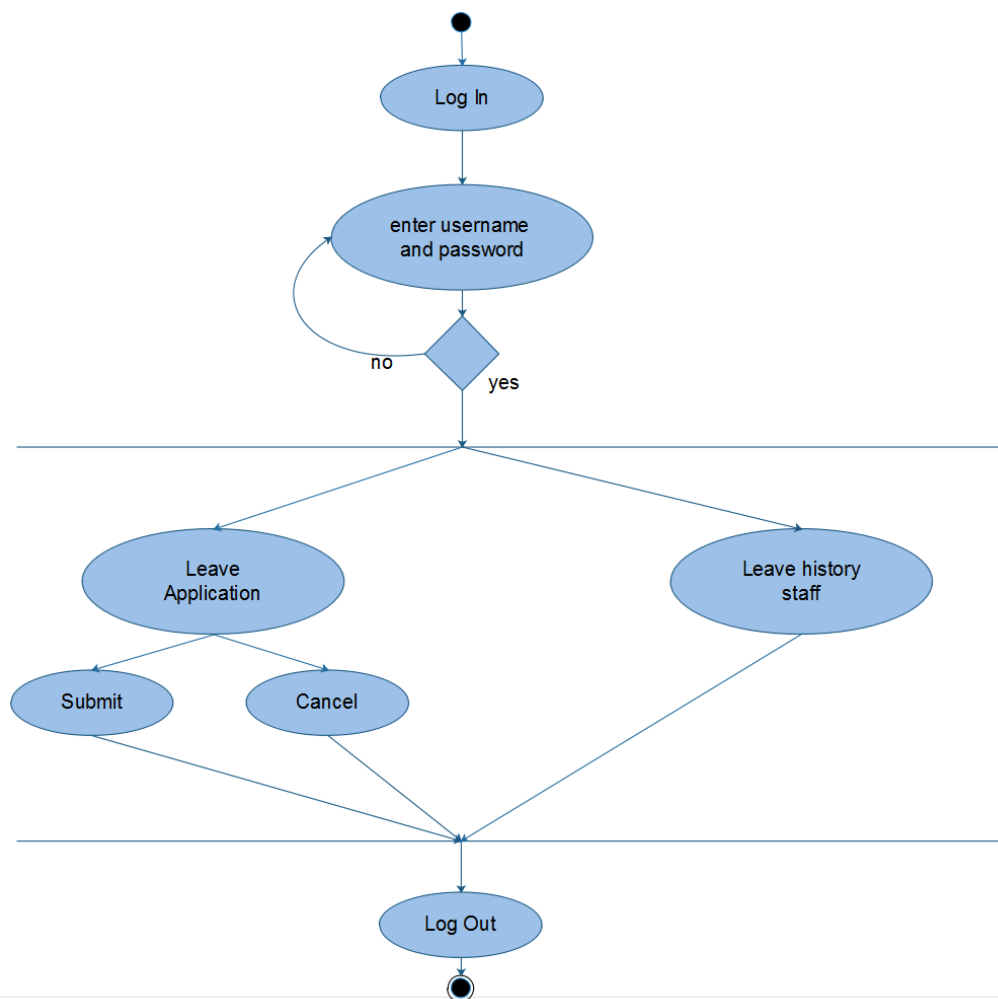 Log In
enter username
and password
no
yes
Leave
Application
Leave history
staff
Submit
Cancel
Log Out